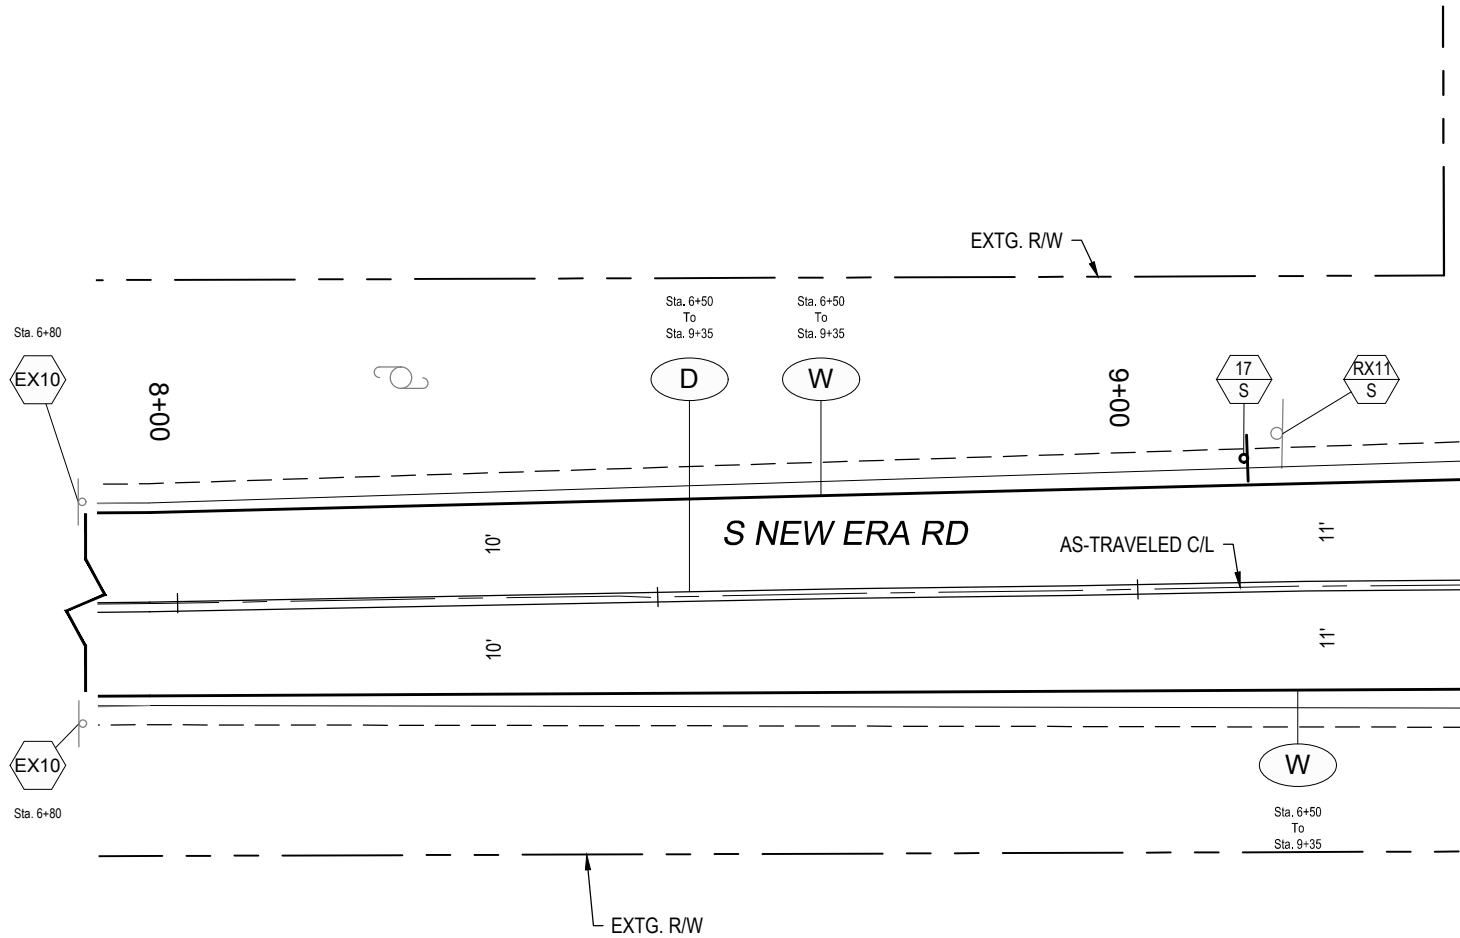 EXTG. R/W
Sta. 6+50
To
Sta. 9+35
Sta. 6+50
To
Sta. 9+35
Sta. 6+80
EX10
8+00
D
W
9+00
17
S
RX11
S
10'
S NEW ERA RD
AS-TRAVELED C/L
11'
10'
11'
EX10
Sta. 6+80
W
Sta. 6+50
To
Sta. 9+35
EXTG. R/W